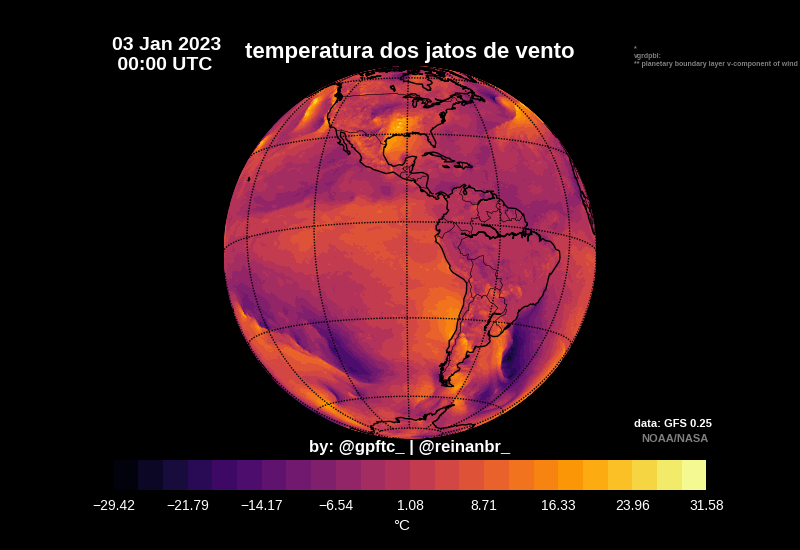 03 Jan 2023
00:00 UTC
temperatura dos jatos de vento
*
vgrdpbl:
** planetary boundary layer v-component of wind
data: GFS 0.25
NOAA/NASA
by: @gpftc_ | @reinanbr_
−29.42 −21.79 −14.17 −6.54 1.08 8.71 16.33 23.96 31.58
°C